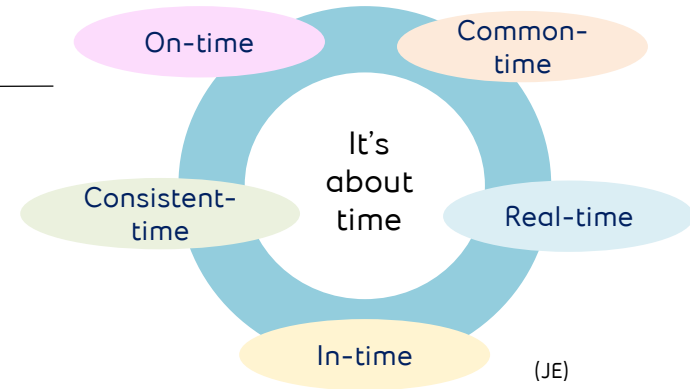 On-time
Common-
time
It's
about
time
Consistent-
time
Real-time
In-time
(JE)